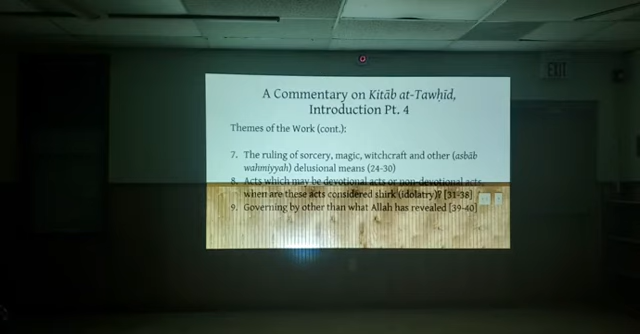 A Commentary on Kitāb at-Tawḥīd,
Introduction Pt. 4
Themes of the Work (cont.):
7. The ruling of sorcery, magic, witchcraft and other (asbāb
wahmiyyah) delusional means (24-30)
8. Acts which may be devotional acts or non-devotional acts
when are these acts considered shirk (idolatry)? [31-38]
9. Governing by other than what Allah has revealed [39-40]
EXIT